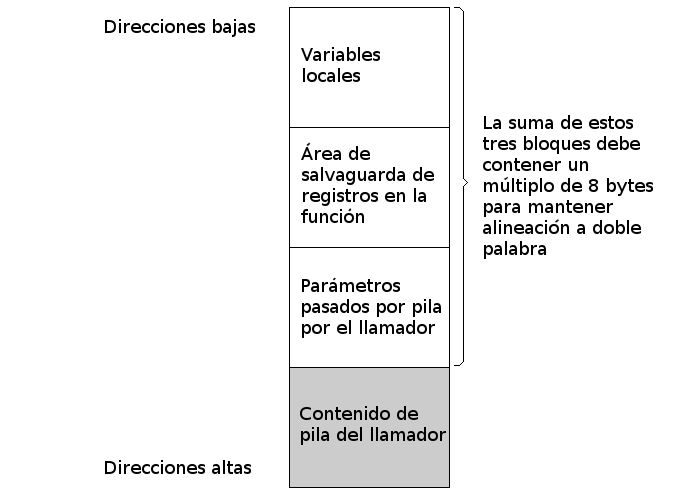 Direcciones bajas
Variables
locales
Área de
salvaguarda de
registros en la
función
Parámetros
pasados por pila
por el llamador
Contenido de
pila del llamador
Direcciones altas
La suma de estos
tres bloques debe
contener un
múltiplo de 8 bytes
para mantener
alineación a doble
palabra